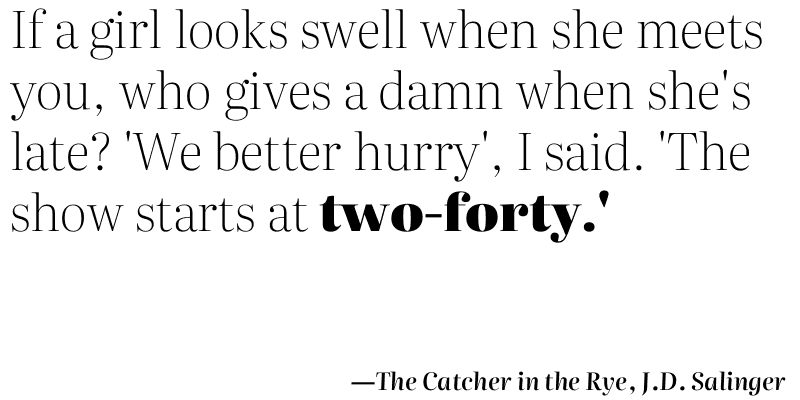 If a girl looks swell when she meets
you, who gives a damn when she's
late? 'We better hurry', I said. 'The
show starts at two-forty.'
—The Catcher in the Rye, J.D. Salinger